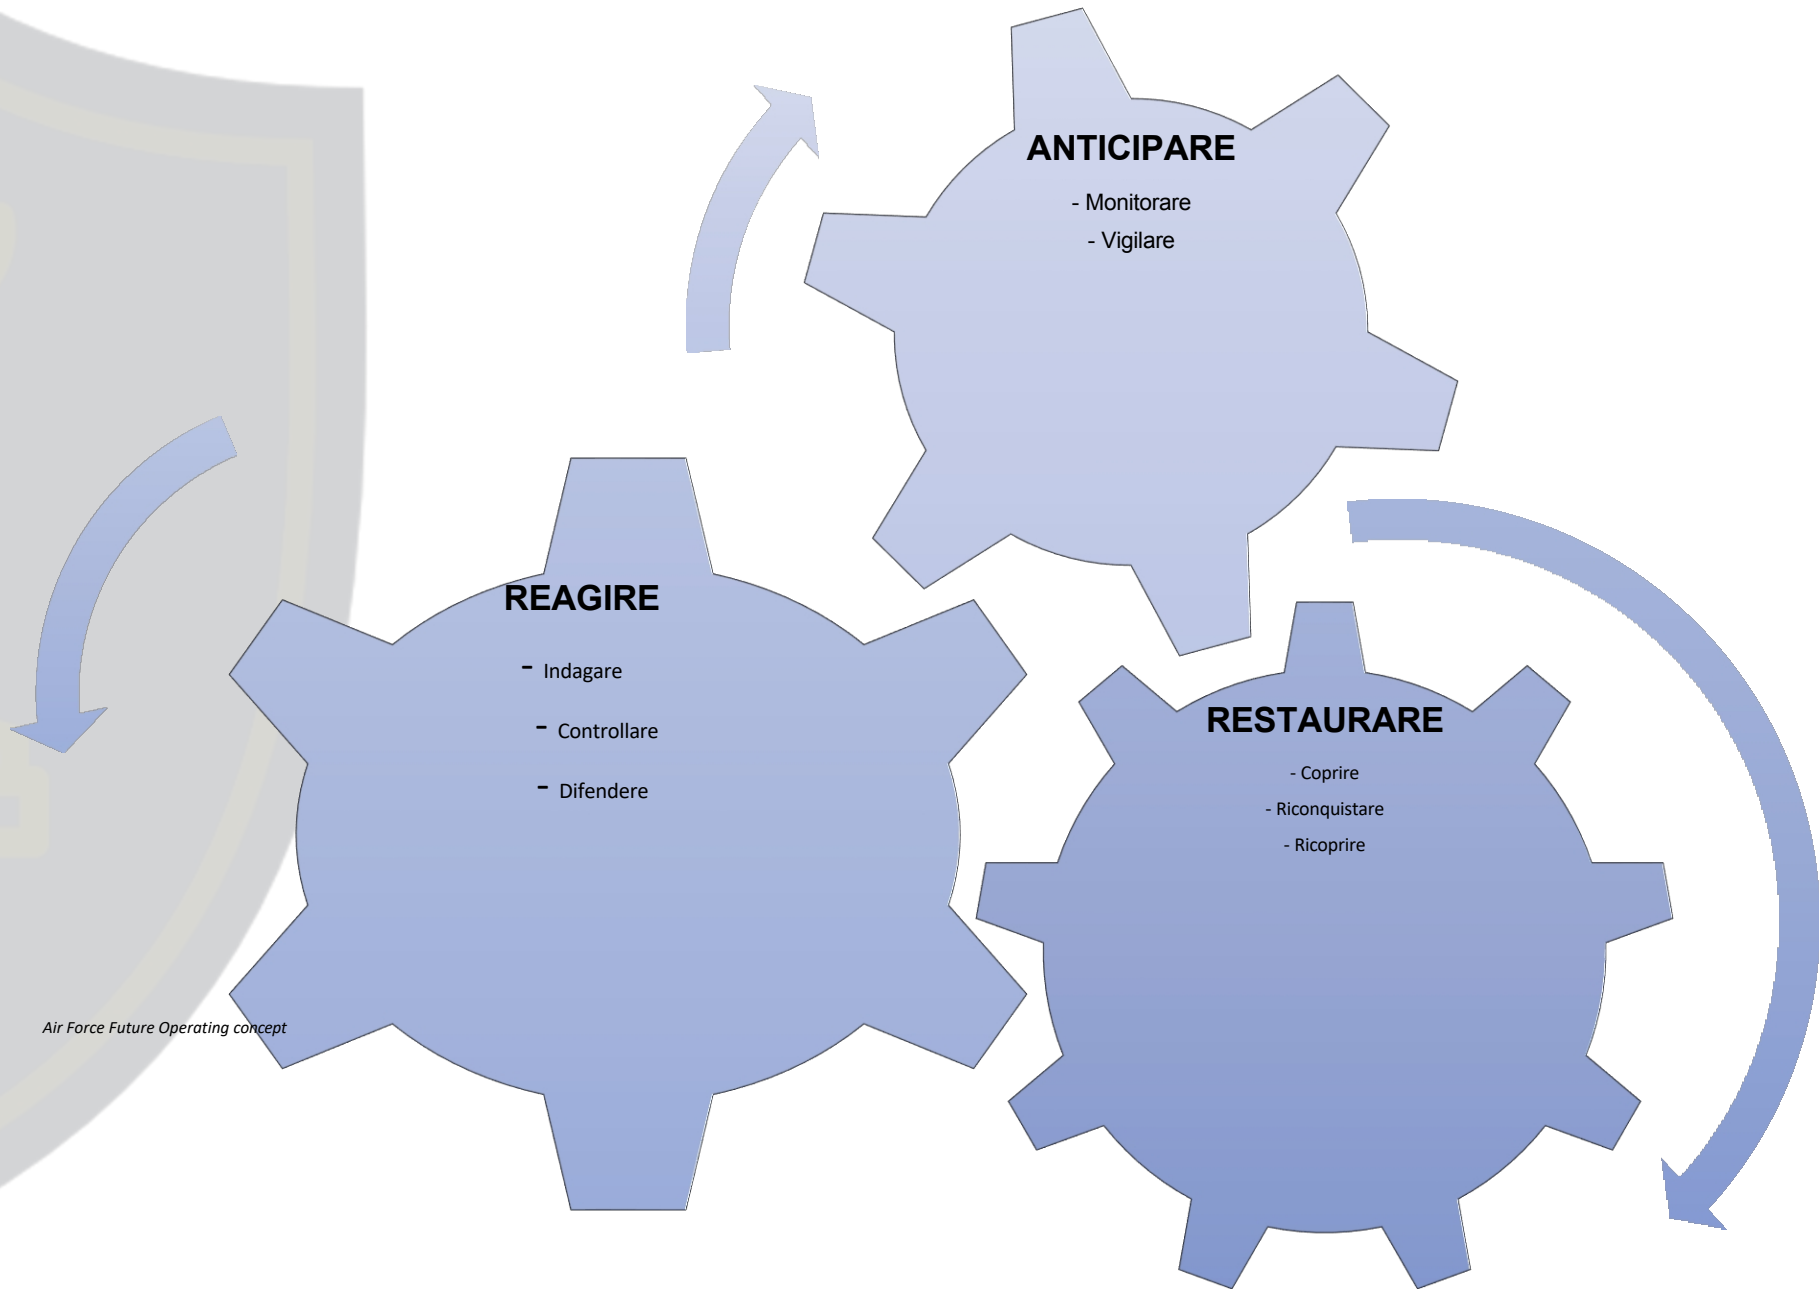 ANTICIPARE
- Monitorare
- Vigilare
REAGIRE
- Indagare
- Controllare
- Difendere
RESTAURARE
- Coprire
- Riconquistare
- Ricoprire
Air Force Future Operating concept